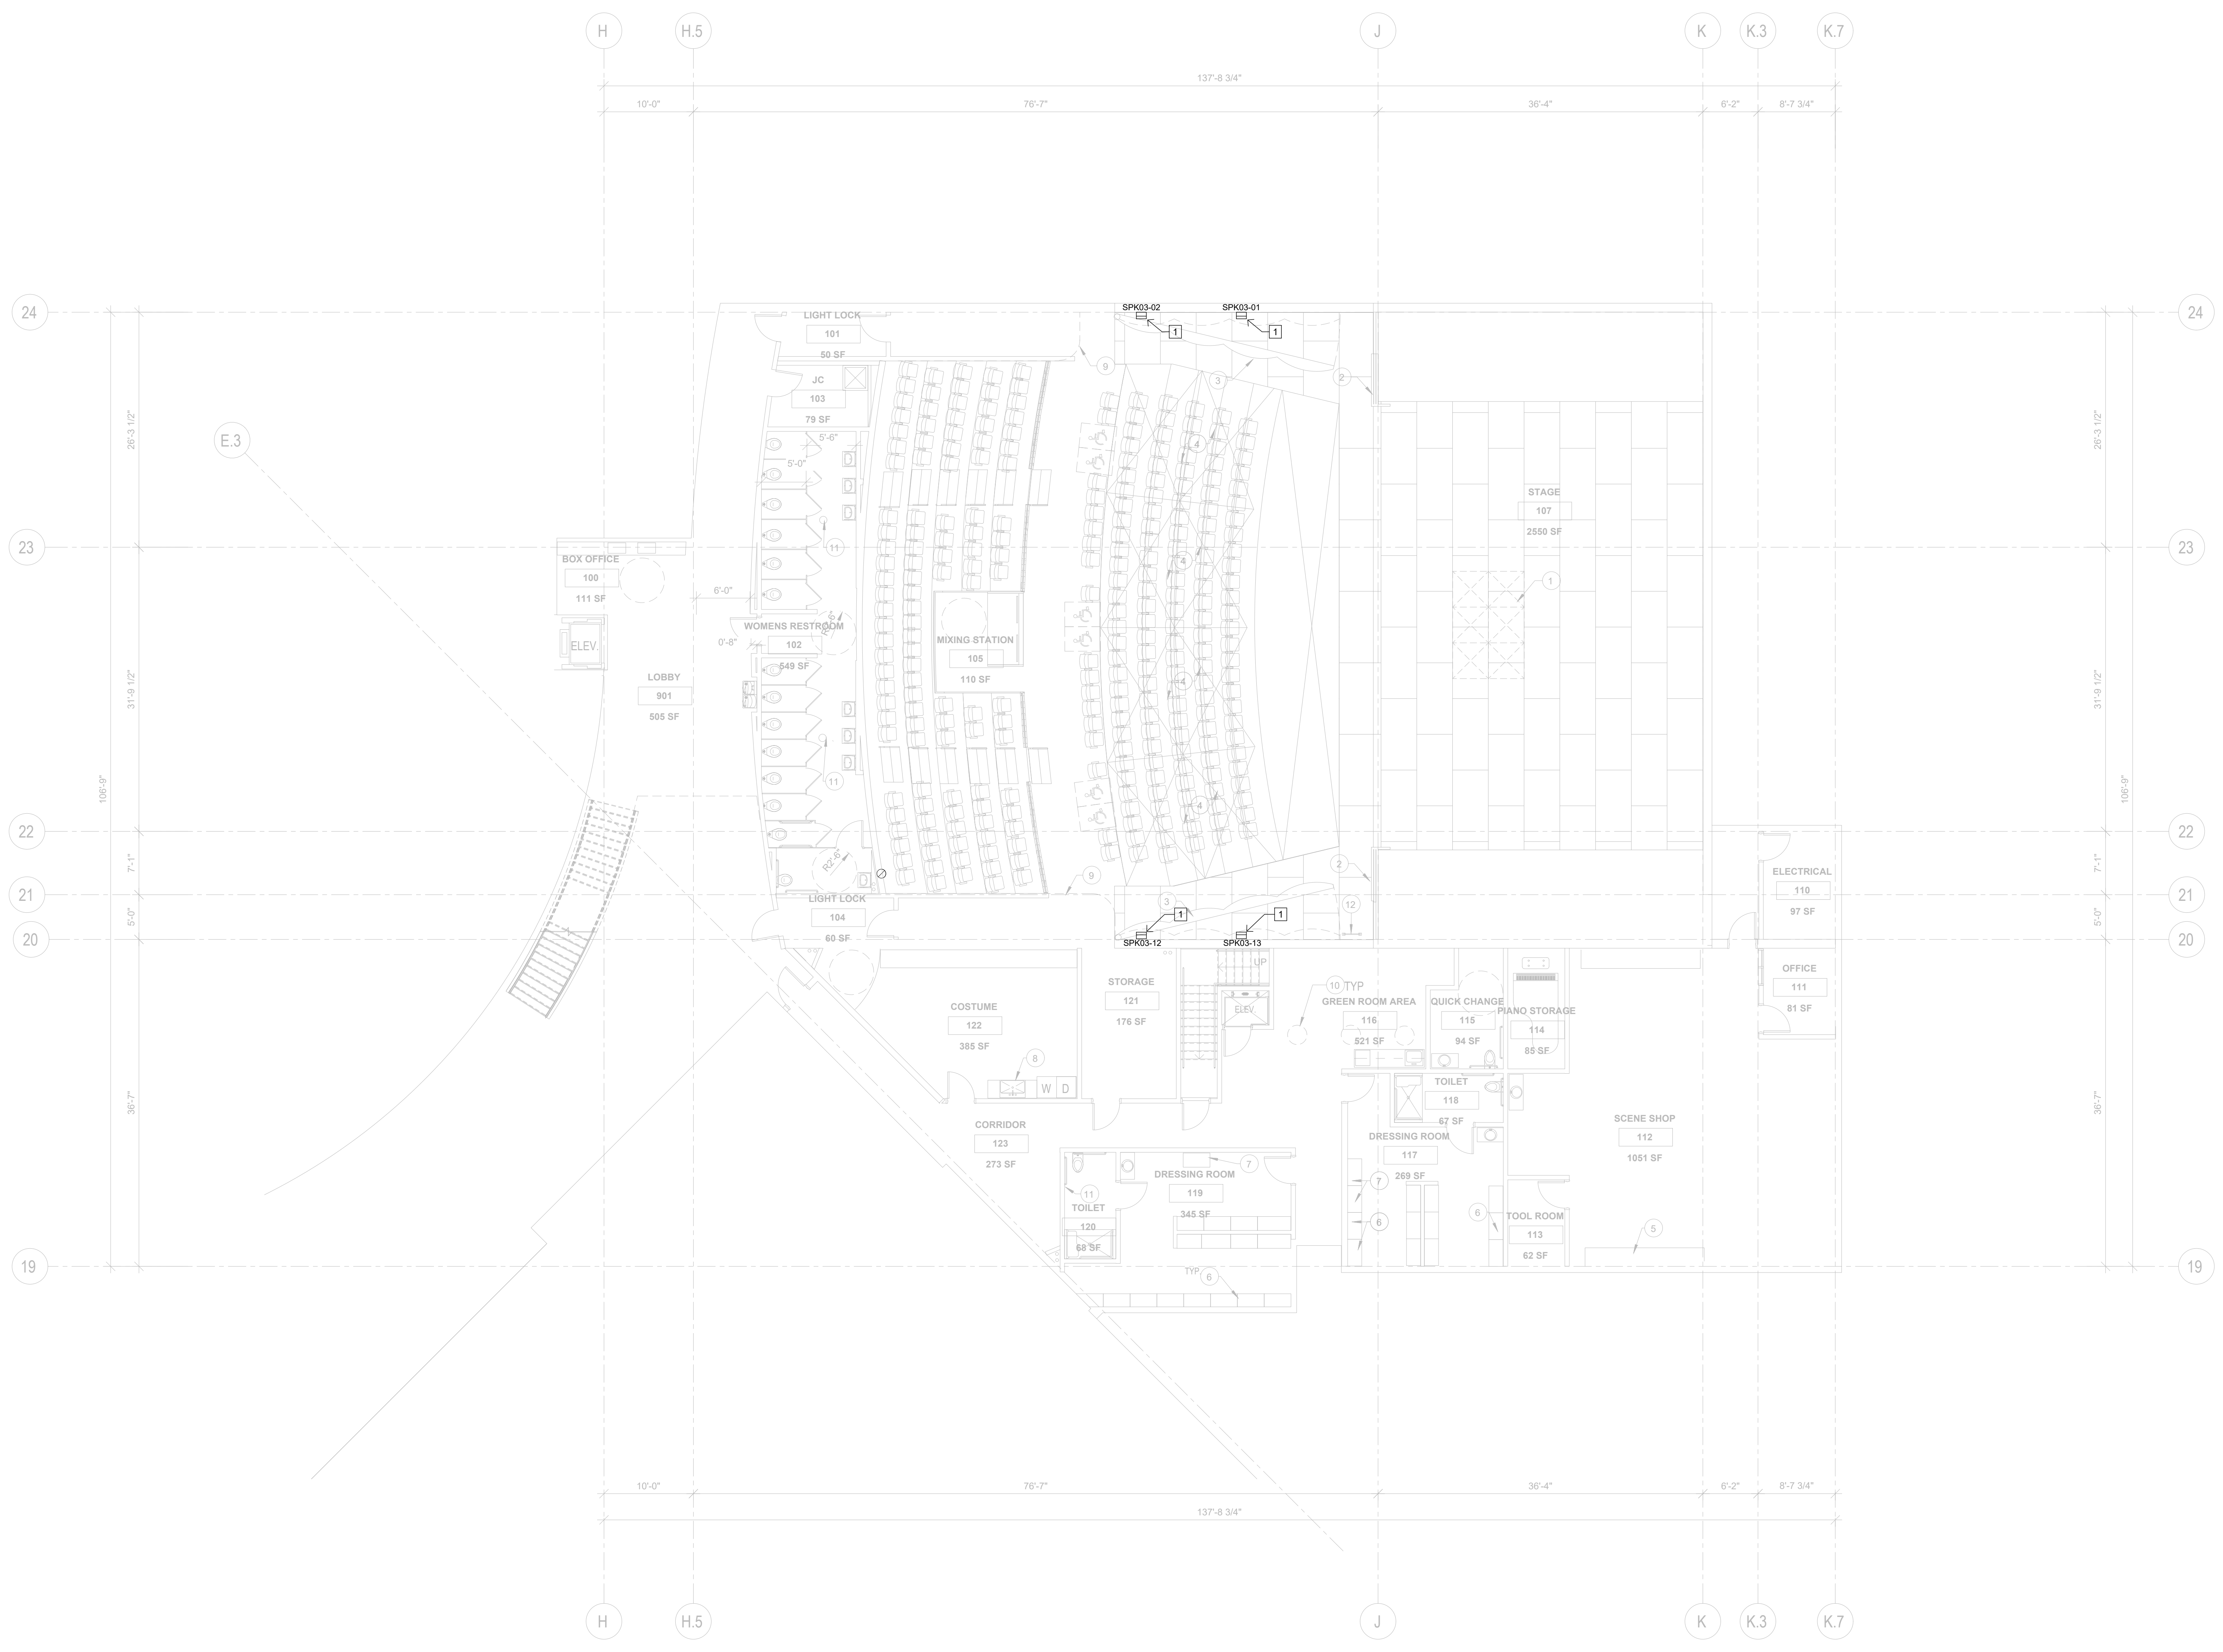 H H.5 J K K.3 K.7
137'-8 3/4"
10'-0" 76'-7" 36'-4" 6'-2" 8'-7 3/4"
SPK03-02 SPK03-01
24 24
LIGHT LOCK
101
50 SF
1 1
9
3
2
JC
103
79 SF
26'-3 1/2" 26'-3 1/2"
E.3
5'-6"
5'-0"
4
STAGE
107
2550 SF
23 23
11
BOX OFFICE
100
111 SF
4
1
6'-0"
R2'-6"
WOMENS RESTROOM
102
549 SF
0'-8"
ELEV.
MIXING STATION
105
110 SF
LOBBY
901
505 SF
4
31'-9 1/2" 31'-9 1/2"
11
106'-9" 106'-9"
4
22 22
R2'-6"
2
7'-1" 7'-1"
9
ELECTRICAL
110
97 SF
21 21
LIGHT LOCK
104
60 SF
3
12
1 1
5'-0" 5'-0"
20 20
SPK03-12 SPK03-13
UP
OFFICE
111
81 SF
STORAGE
121
176 SF
10 TYP
ELEV
GREEN ROOM AREA
116
521 SF
QUICK CHANGE
115
94 SF
PIANO STORAGE
114
85 SF
COSTUME
122
385 SF
8
W D
TOILET
118
67 SF
36'-7" 36'-7"
CORRIDOR
123
273 SF
SCENE SHOP
112
1051 SF
DRESSING ROOM
117
269 SF
7
DRESSING ROOM
119
345 SF
7
11
TOILET
120
68 SF
6
6
TOOL ROOM
113
62 SF
5
19 19
TYP
6
10'-0" 76'-7" 36'-4" 6'-2" 8'-7 3/4"
137'-8 3/4"
H H.5 J K K.3 K.7